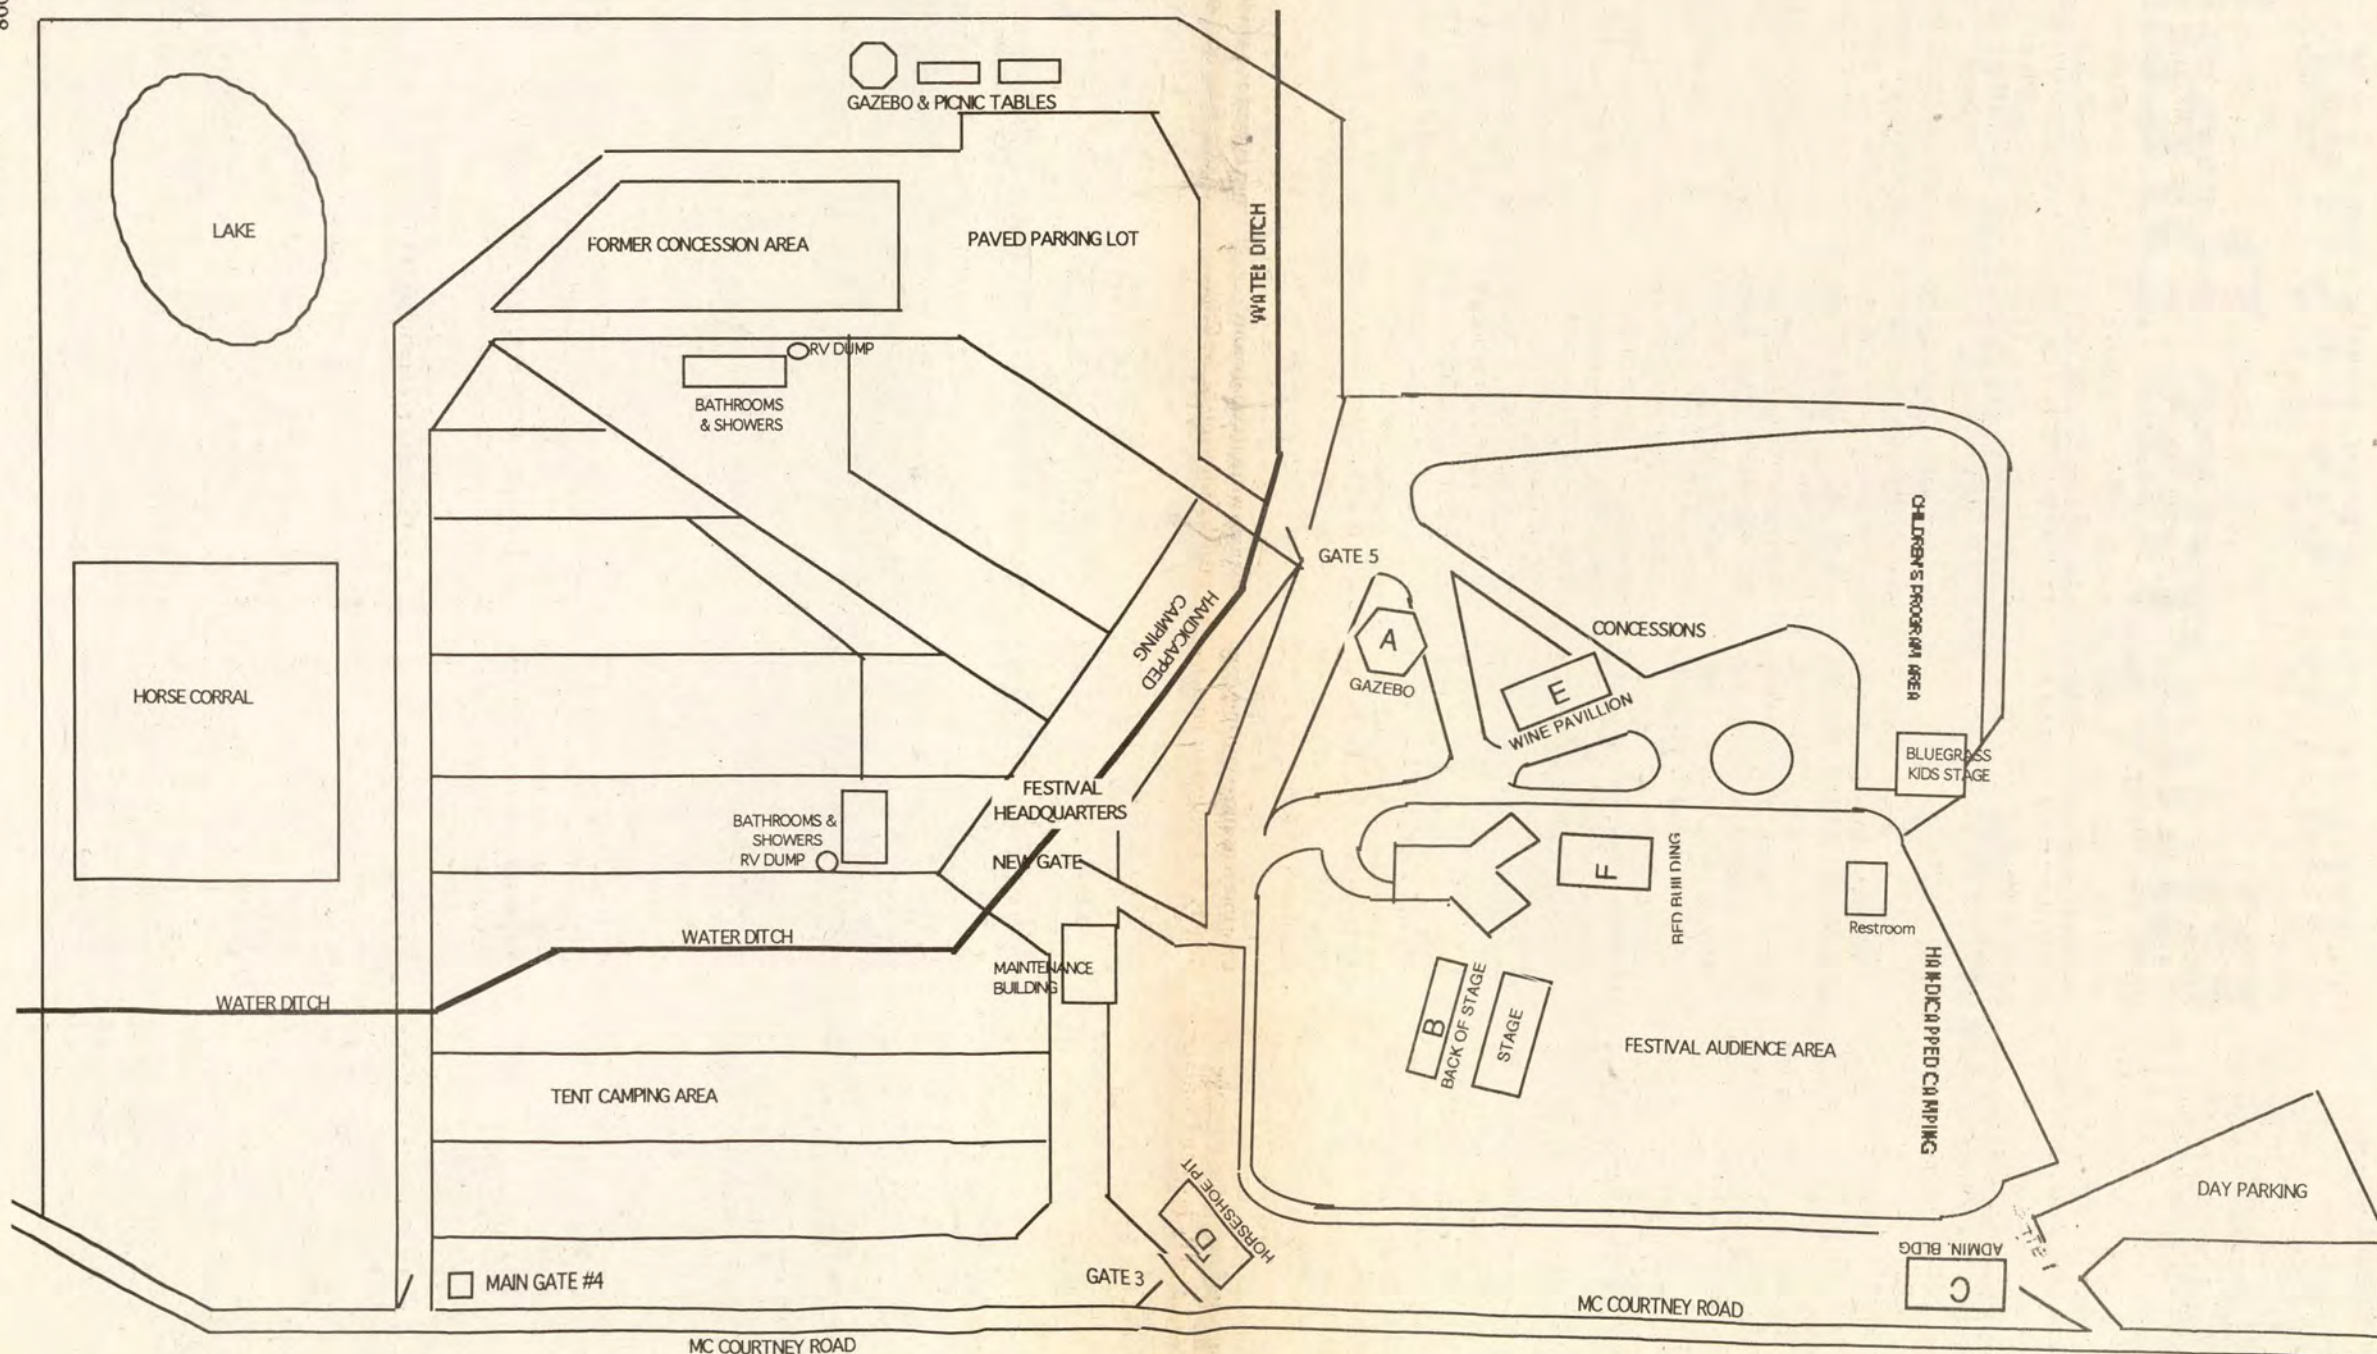 GAZEBO & PICNIC TABLES
LAKE
FORMER CONCESSION AREA
PAVED PARKING LOT
WATER DITCH
RV DUMP
BATHROOMS
& SHOWERS
GATE 5
HANDICAPPED
CAMPING
A
GAZEBO
CONCESSIONS
E
WINE PAVILLION
CHILDREN'S PROGRAM AREA
BLUEGRASS
KIDS STAGE
HORSE CORRAL
FESTIVAL
HEADQUARTERS
NEW GATE
BATHROOMS &
SHOWERS
RV DUMP
F
RFD BUILDING
Restroom
WATER DITCH
WATER DITCH
MAINTENANCE
BUILDING
B
BACK OF STAGE
STAGE
FESTIVAL AUDIENCE AREA
HANDICAPPED CAMPING
TENT CAMPING AREA
HORSESHOE PIT
D
DAY PARKING
ADMIN. BLDG
C
MAIN GATE #4
GATE 3
MC COURTNEY ROAD
MC COURTNEY ROAD